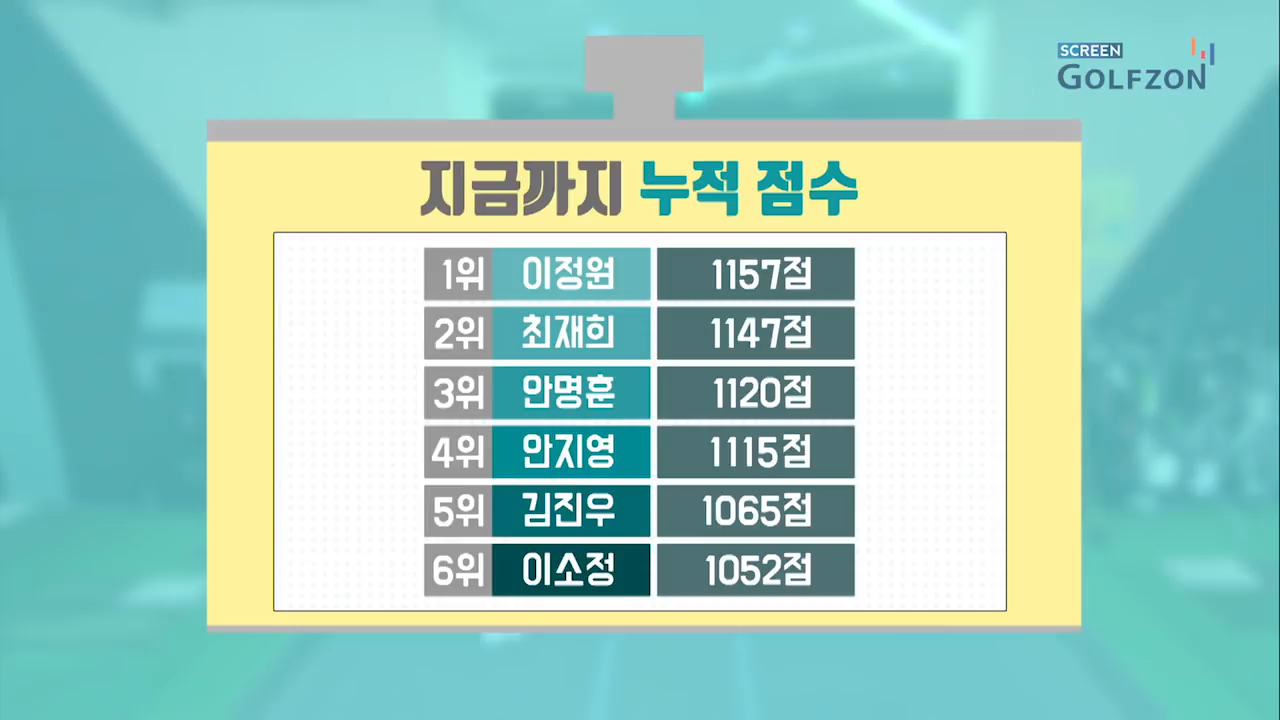 SCREEN
GOLFZON
지금까지 누적 점수
1위 이정원 1157점
2위 최재희 1147점
3위 안명훈 1120점
4위 안지영 1115점
5위 김진우 1065점
6위 이소정 1052점